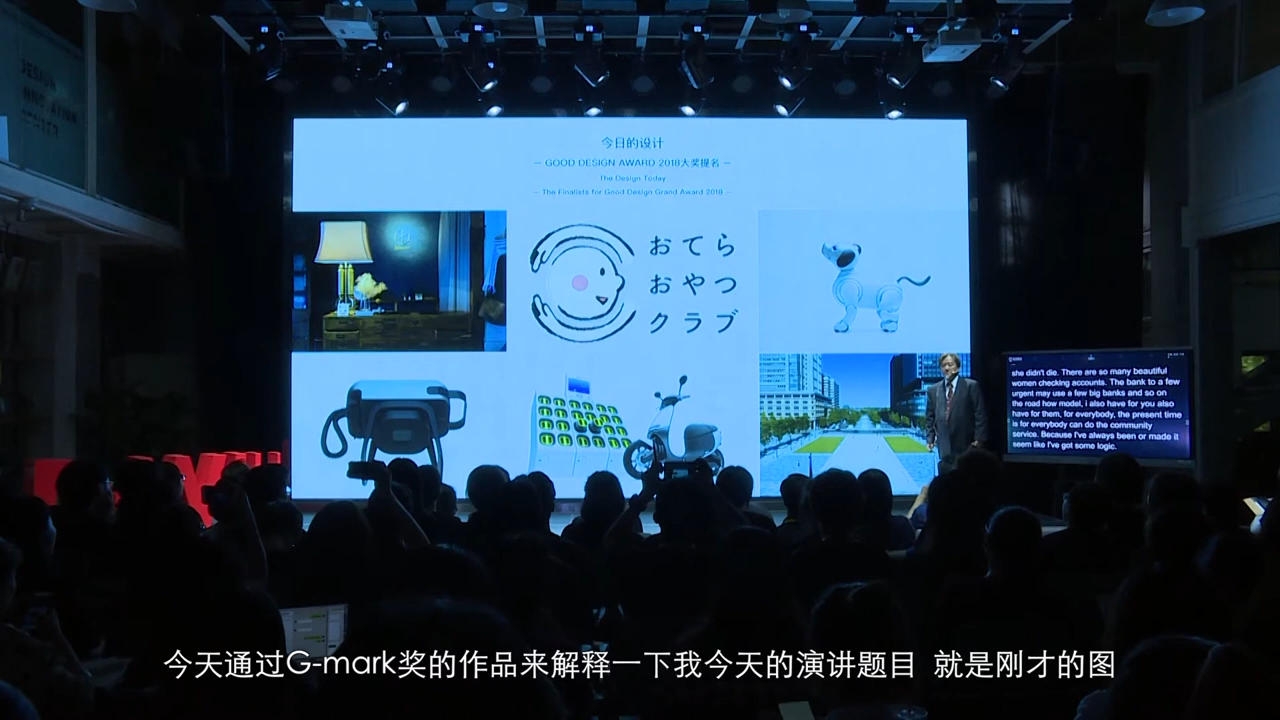 今日的设计
— GOOD DESIGN AWARD 2018大奖提名 —
The Design Today
— The Finalists for Good Design Grand Award 2018 —
おてら
おやつ
クラブ
she didn't die. There are so many beautiful
women checking accounts. The bank to a few
urgent may use a few big banks and so on
the road how model, i also have for you also
have for them, for everybody, the present time
is for everybody can do the community
service. Because I've always been or made it
seem like I've got some logic.
今天通过G-mark奖的作品来解释一下我今天的演讲题目 就是刚才的图